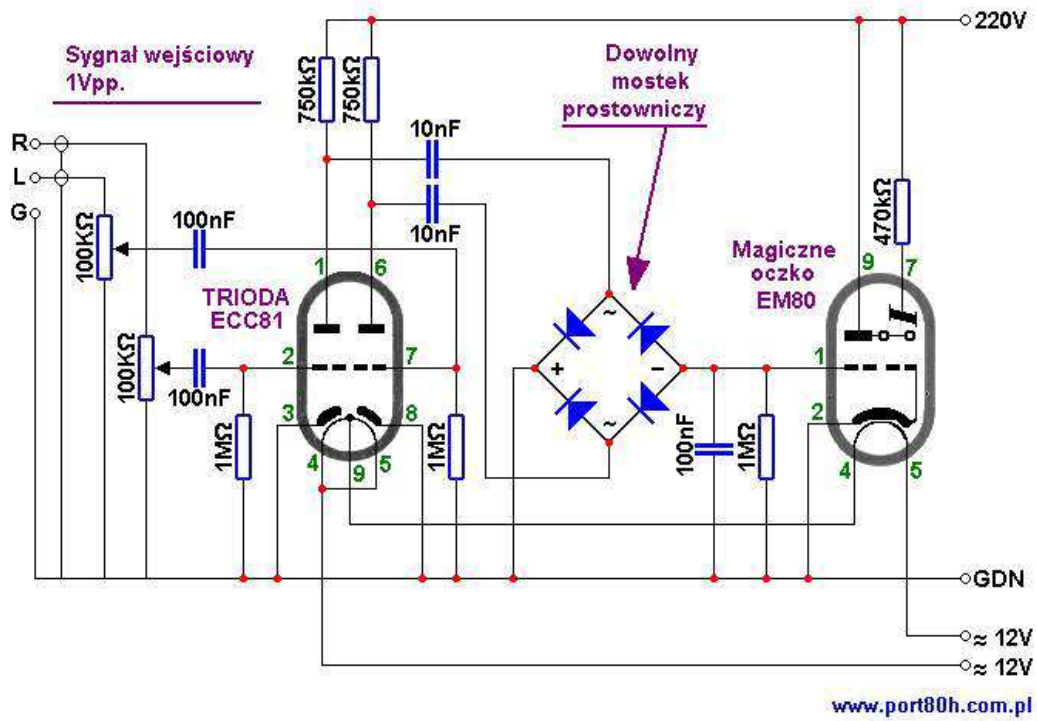 220V
Sygnał wejściowy
1Vpp.
Dowolny
mostek
prostowniczy
750kΩ
750kΩ
10nF
10nF
R
L
G
100KΩ
100nF
470kΩ
Magiczne
oczko
EM80
TRIODA
ECC81
1
6
9
7
~
100KΩ
100nF
2
7
+
-
1
3
8
2
1MΩ
1MΩ
~
100nF
1MΩ
4
9
5
4
5
GDN
≈ 12V
≈ 12V
www.port80h.com.pl